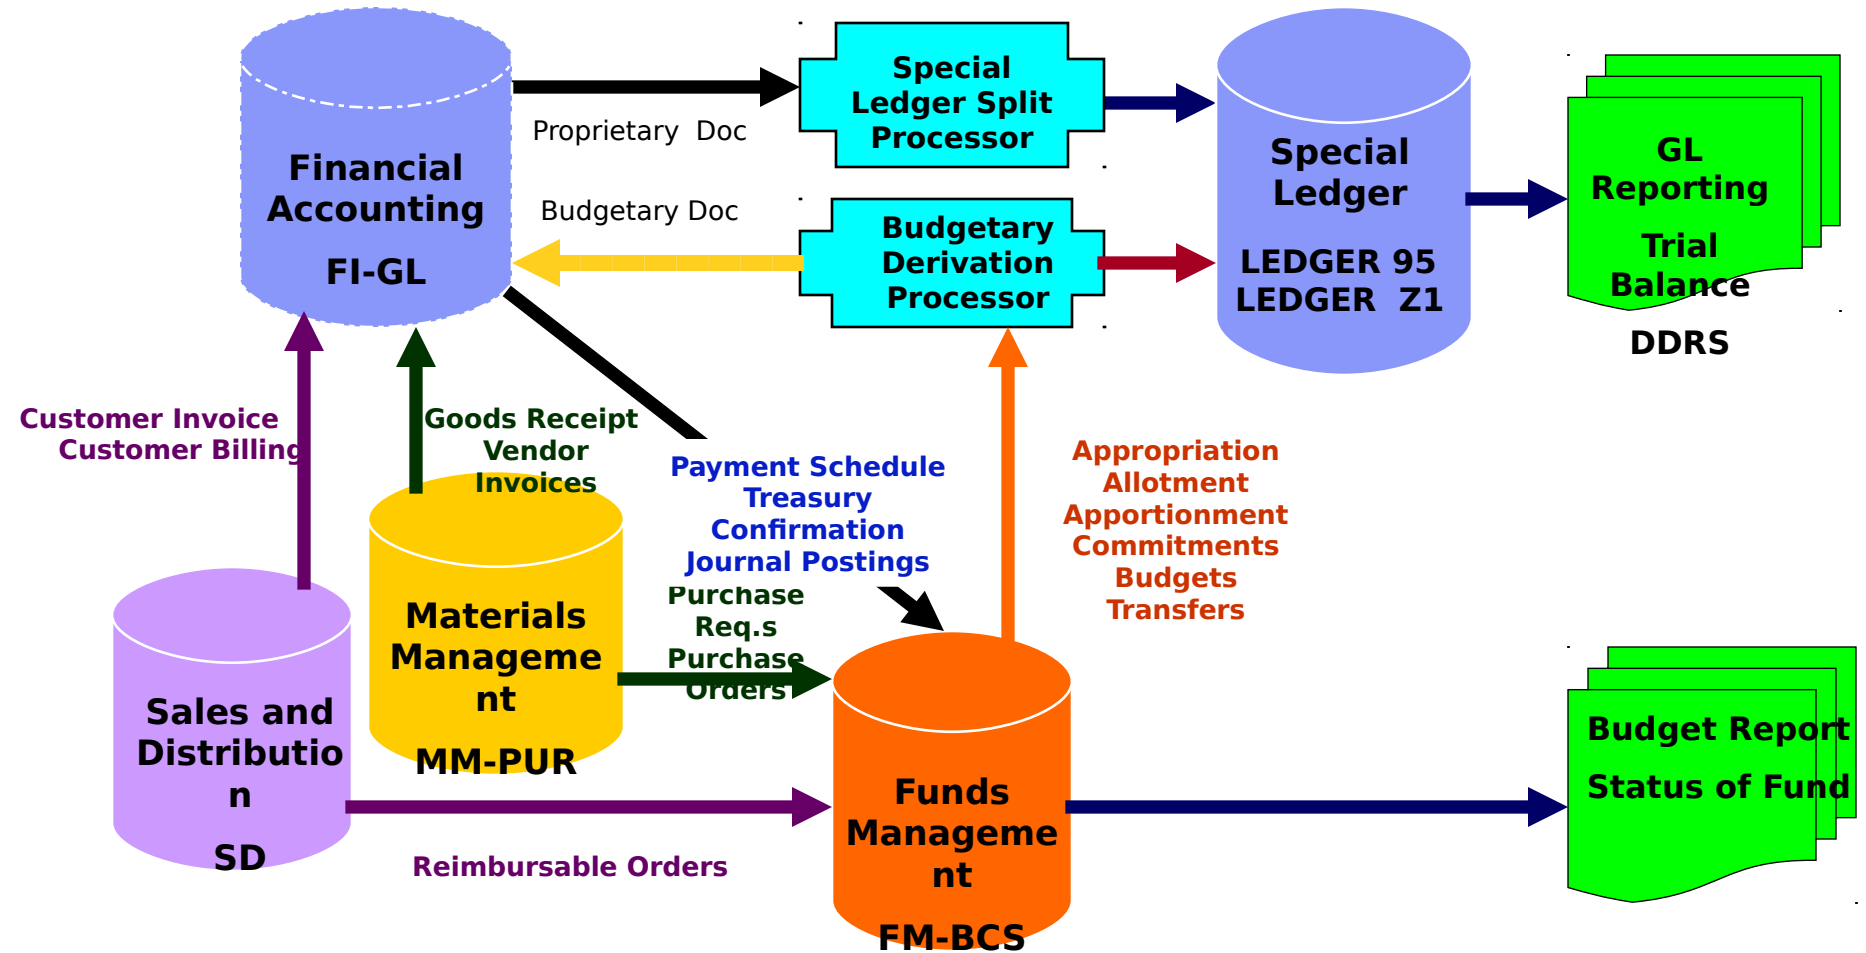 Financial
Accounting
FI-GL
Proprietary  Doc
Budgetary Doc
Special
Ledger Split
Processor
Budgetary
Derivation
Processor
Special
Ledger
LEDGER 95
LEDGER  Z1
GL
Reporting
Trial
Balance
DDRS
Customer Invoice
Customer Billing
Goods Receipt
Vendor
Invoices
Payment Schedule
Treasury
Confirmation
Journal Postings
Appropriation
Allotment
Apportionment
Commitments
Budgets
Transfers
Purchase
Req.s
Purchase
Orders
Materials
Manageme
nt
MM-PUR
Sales and
Distributio
n
SD
Reimbursable Orders
Funds
Manageme
nt
FM-BCS
Budget Report
Status of Fund